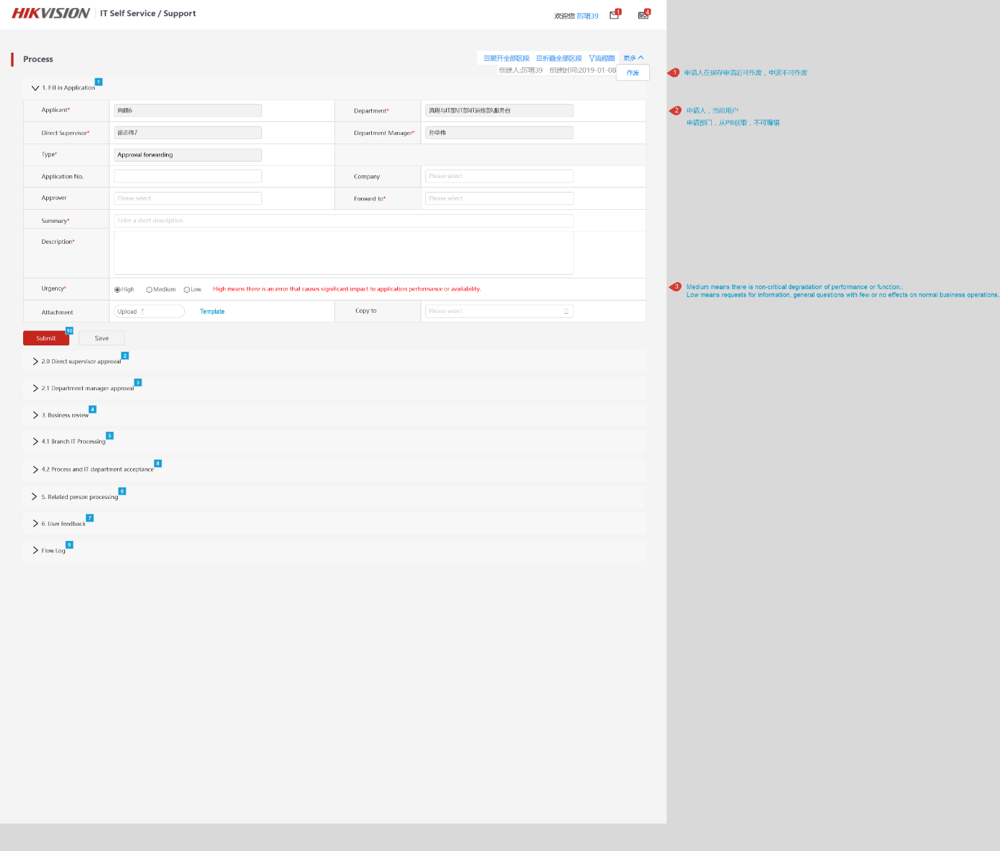 HIKVISION IT Self Service / Support
欢迎您 厉珺39 1 4
Process
展开全部区段 折叠全部区段 流程图 更多
创建人:厉珺39 创建时间:2019-01-08
作废
1 申请人在保存申请后可作废，中途不可作废
1. Fill in Application 1
Applicant* 肖晴6 Department* 流程与IT部\IT部\IT运维部\服务台
2 申请人，当前用户
申请部门，从PS获取，不可编辑
Direct Supervisor* 徐志伟7 Department Manager* 孙华伟
Type* Approval forwarding
Application No. Company Please select
Approver Please select Forward to* Please select
Summary* Enter a short description
Description*
Urgency* High Medium Low High means there is an error that causes significant impact to application performance or availability.
3 Medium means there is non-critical degradation of performance or function.:
Low means requests for information, general questions with few or no effects on normal business operations.
Attachment Upload Template Copy to Please select
Submit 10 Save
2.0 Direct supervisor approval 2
2.1 Department manager approval 3
3. Business review 4
4.1 Branch IT Processing 5
4.2 Process and IT department acceptance 8
5. Related person processing 6
6. User feedback 7
Flow Log 9